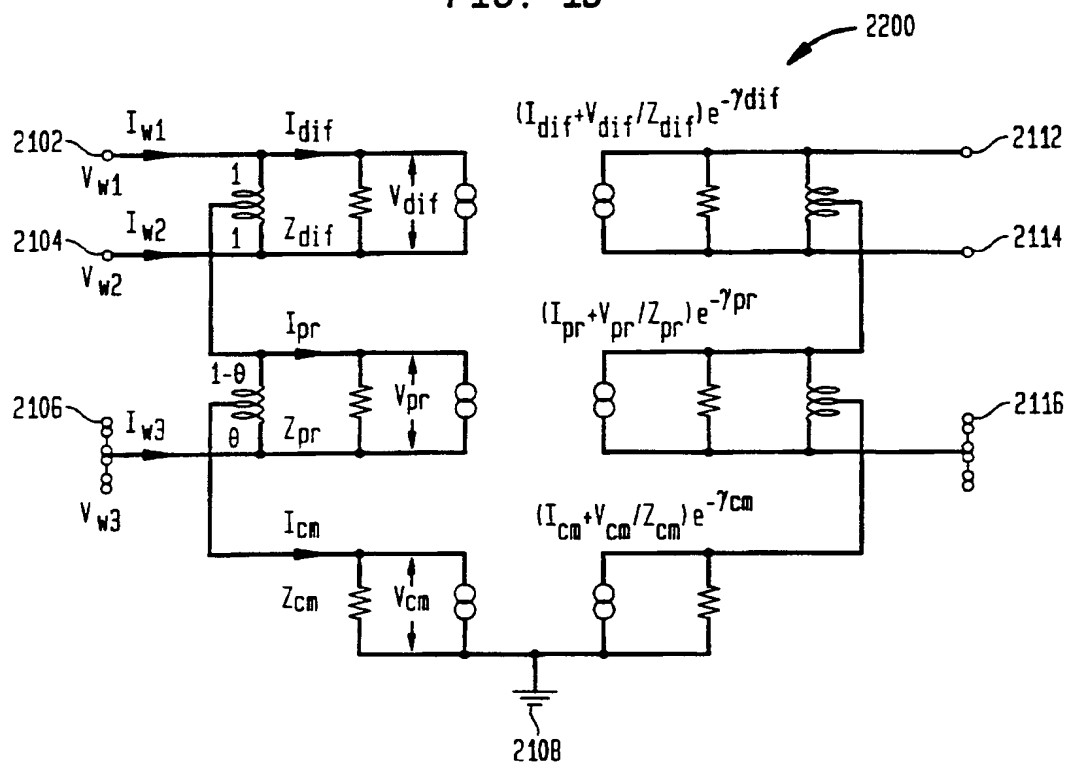 FIG.
2200
(I_dif+V_dif/Z_dif)e^-γdif
2102
I_w1
I_dif
V_w1
1
V_dif
2112
2104
I_w2
1
Z_dif
2114
V_w2
(I_pr+V_pr/Z_pr)e^-γpr
I_pr
1-θ
V_pr
2106
I_w3
θ
Z_pr
2116
V_w3
(I_cm+V_cm/Z_cm)e^-γcm
I_cm
Z_cm
V_cm
2108